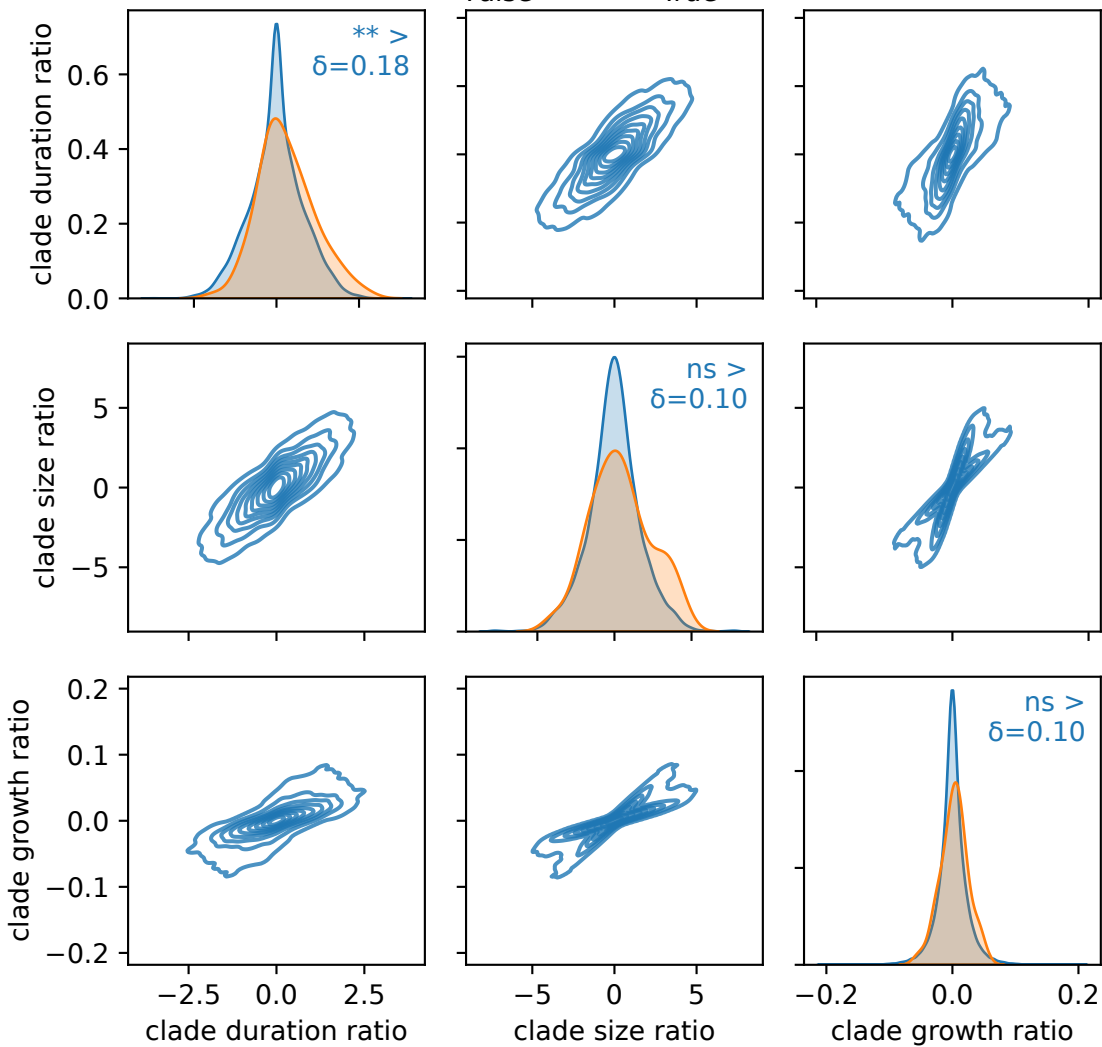 clade duration ratio
0.6
0.4
0.2
0.0
** >
δ=0.18
clade size ratio
5
0
−5
ns >
δ=0.10
clade growth ratio
0.2
0.1
0.0
−0.1
−0.2
ns >
δ=0.10
−2.5 0.0 2.5
−5 0 5
−0.2 0.0 0.2
clade duration ratio
clade size ratio
clade growth ratio